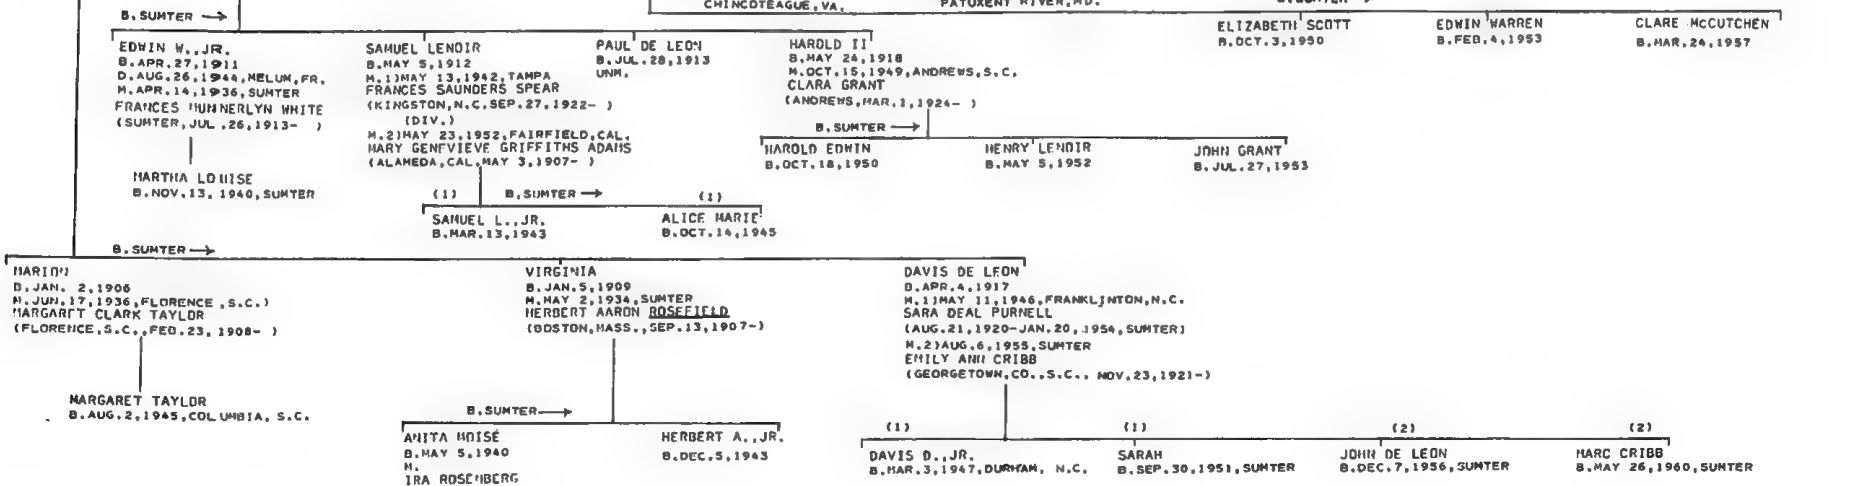 CHINCOTEAGUE, VA.
PATUXENT RIVER, MD.
B. SUMTER →
ELIZABETH SCOTT
B. OCT. 3, 1950
EDWIN WARREN
B. FEB. 4, 1953
CLARE MCCUTCHEN
B. MAR. 24, 1957
EDWIN W., JR.
B. APR. 27, 1911
D. AUG. 26, 1944, MELUM, FR.
M. APR. 14, 1936, SUMTER
FRANCES HUNNERLYN WHITE
(SUMTER, JUL. 26, 1913- )
MARTHA LOUISE
B. NOV. 13, 1940, SUMTER
SAMUEL LENOIR
B. MAY 5, 1912
M. 1) MAY 13, 1942, TAMPA
FRANCES SAUNDERS SPEAR
(KINGSTON, N.C. SEP. 27, 1922- )
(DIV.)
M. 2) MAY 23, 1952, FAIRFIELD, CAL.
MARY GENEVIEVE GRIFFITHS ADAMS
(ALAMEDA, CAL. MAY 3, 1907- )
(1) B. SUMTER → (1)
SAMUEL L., JR.
B. MAR. 13, 1943
ALICE MARIE
B. OCT. 14, 1945
PAUL DE LEON
B. JUL. 28, 1913
UNM.
HAROLD II
B. MAY 24, 1918
M. OCT. 15, 1949, ANDREWS, S.C.
CLARA GRANT
(ANDREWS, MAR. 1, 1924- )
B. SUMTER →
HAROLD EDWIN
B. OCT. 18, 1950
HENRY LENOIR
B. MAY 5, 1952
JOHN GRANT
B. JUL. 27, 1953
B. SUMTER →
MARION
B. JAN. 2, 1906
M. JUN. 17, 1936, FLORENCE, S.C.)
MARGARET CLARK TAYLOR
(FLORENCE, S.C., FEB. 23, 1908- )
MARGARET TAYLOR
B. AUG. 2, 1945, COLUMBIA, S.C.
VIRGINIA
B. JAN. 5, 1909
M. MAY 2, 1934, SUMTER
HERBERT AARON ROSEFIELD
(BOSTON, MASS., SEP. 13, 1907-)
B. SUMTER →
ANITA MOISÉ
B. MAY 5, 1940
M.
IRA ROSENBERG
HERBERT A., JR.
B. DEC. 5, 1943
DAVIS DE LEON
B. APR. 4, 1917
M. 1) MAY 11, 1946, FRANKLINTON, N.C.
SARA DEAL PURNELL
(AUG. 21, 1920-JAN. 20, 1954, SUMTER)
M. 2) AUG. 6, 1955, SUMTER
EMILY ANN CRIBB
(GEORGETOWN, CO., S.C., NOV. 23, 1921-)
(1) (1) (2) (2)
DAVIS D., JR.
B. MAR. 3, 1947, DURHAM, N.C.
SARAH
B. SEP. 30, 1951, SUMTER
JOHN DE LEON
B. DEC. 7, 1956, SUMTER
MARC CRIBB
B. MAY 26, 1960, SUMTER